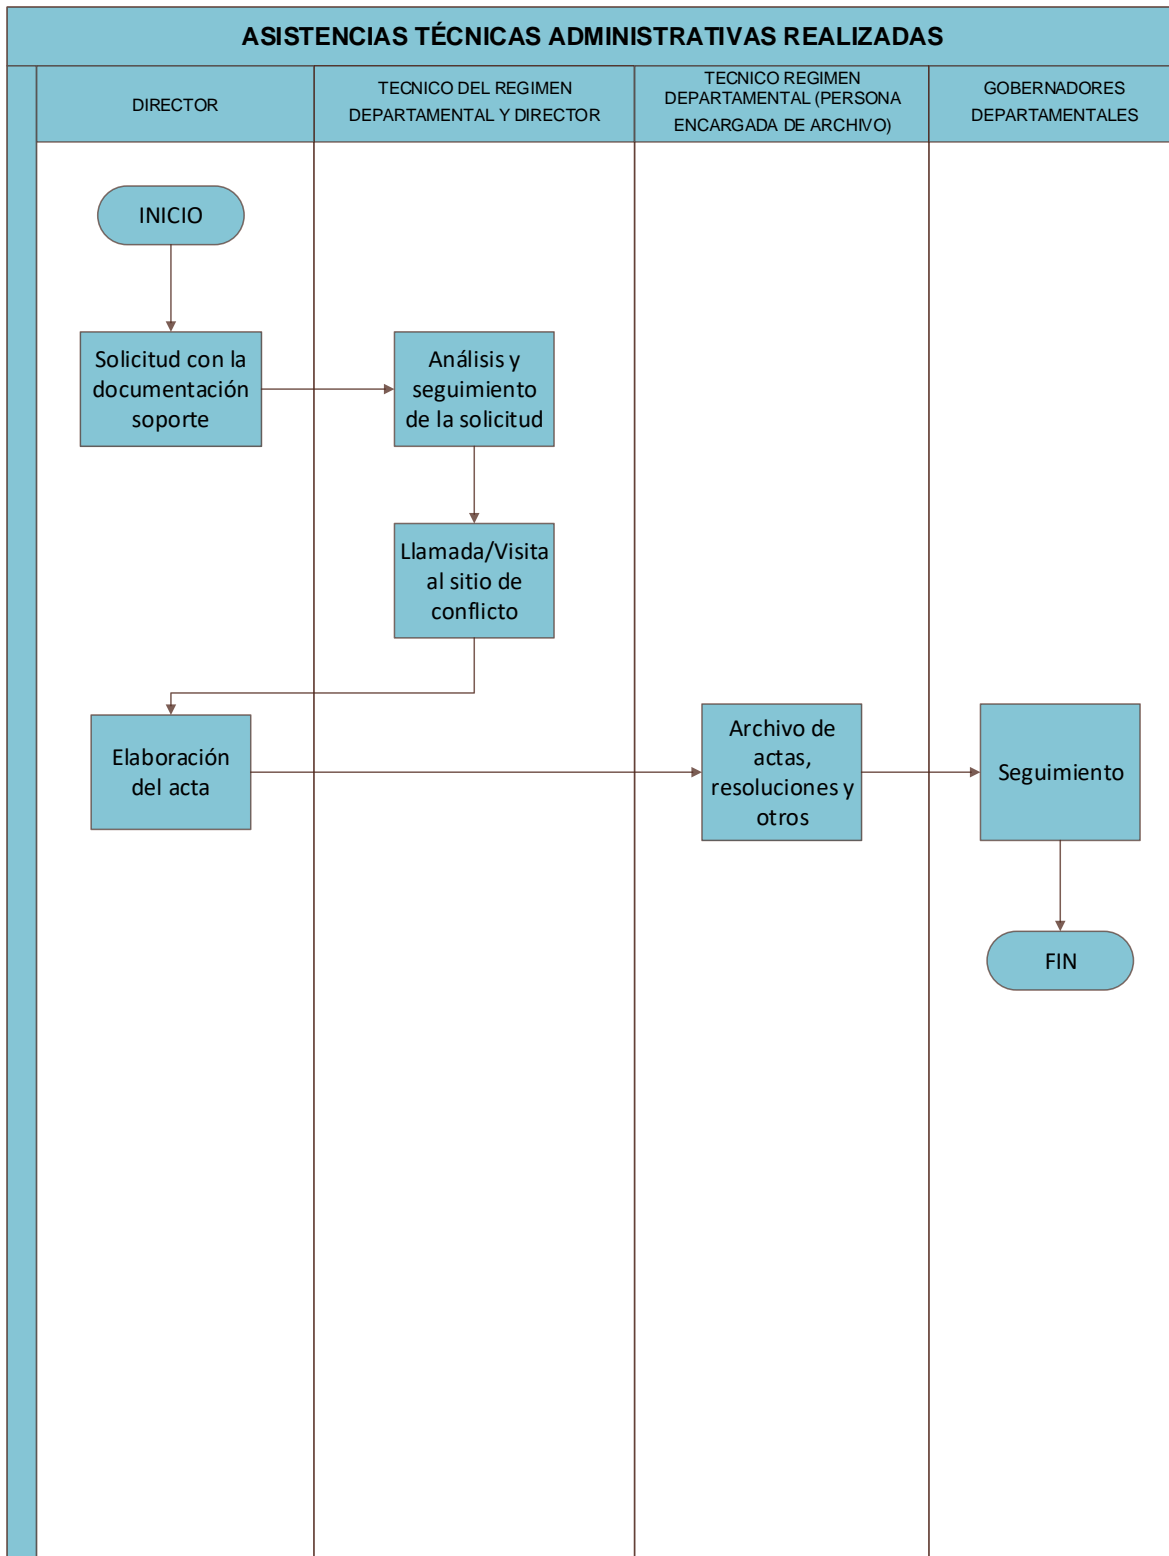 ASISTENCIAS TÉCNICAS ADMINISTRATIVAS REALIZADAS
DIRECTOR
TECNICO DEL REGIMEN
DEPARTAMENTAL Y DIRECTOR
TECNICO REGIMEN
DEPARTAMENTAL (PERSONA
ENCARGADA DE ARCHIVO)
GOBERNADORES
DEPARTAMENTALES
INICIO
Solicitud con la
documentación
soporte
Análisis y
seguimiento
de la solicitud
Llamada/Visita
al sitio de
conflicto
Elaboración
del acta
Archivo de
actas,
resoluciones y
otros
Seguimiento
FIN